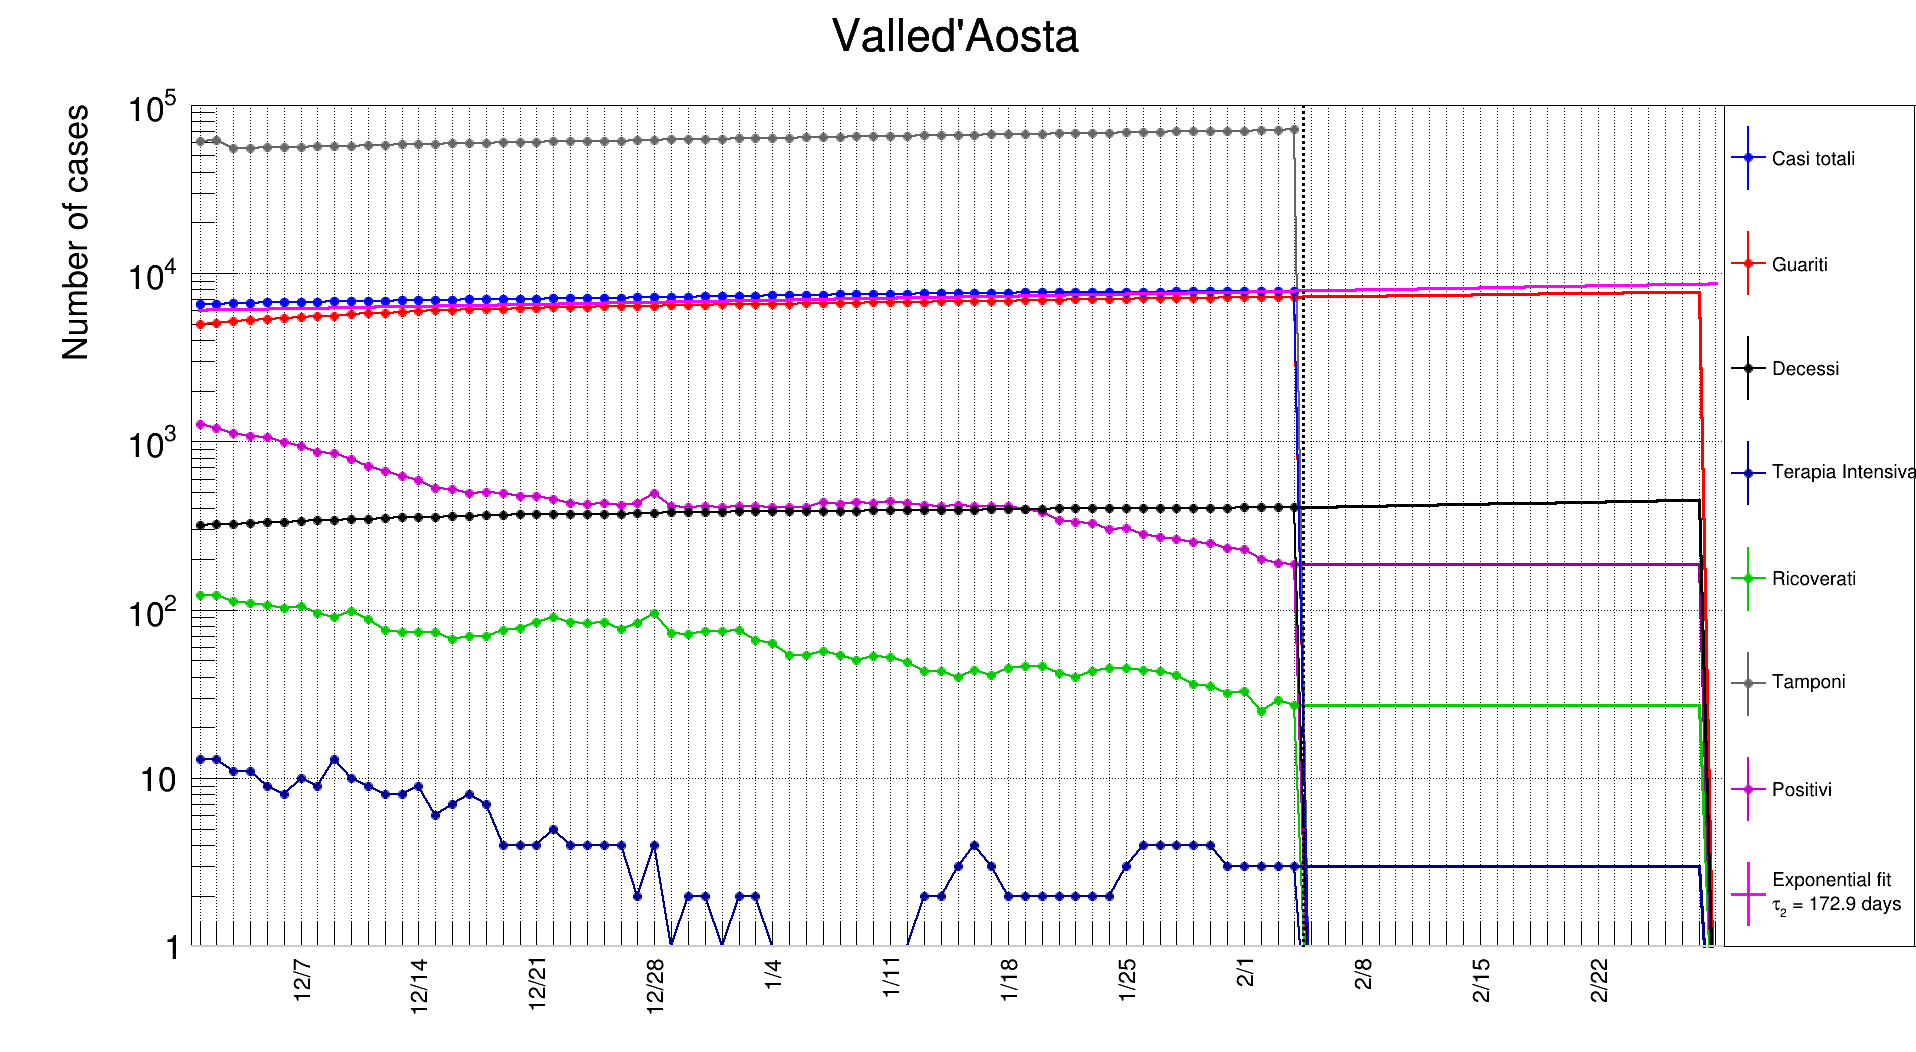 Valled'Aosta
Number of cases
10^5
10^4
10^3
10^2
10
1
12/7
12/14
12/21
12/28
1/4
1/11
1/18
1/25
2/1
2/8
2/15
2/22
Casi totali
Guariti
Decessi
Terapia Intensiva
Ricoverati
Tamponi
Positivi
Exponential fit
τ₂ = 172.9 days